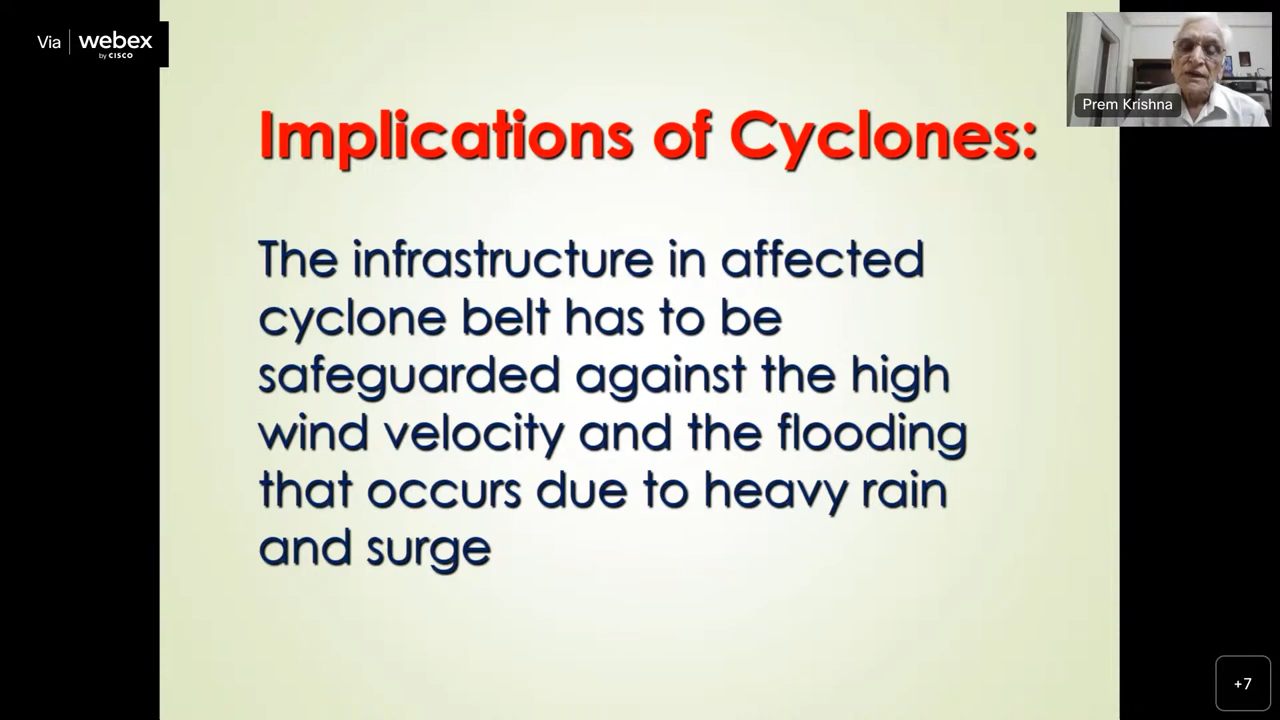 Via webex
by CISCO
Prem Krishna
Implications of Cyclones:
The infrastructure in affected
cyclone belt has to be
safeguarded against the high
wind velocity and the flooding
that occurs due to heavy rain
and surge
+7